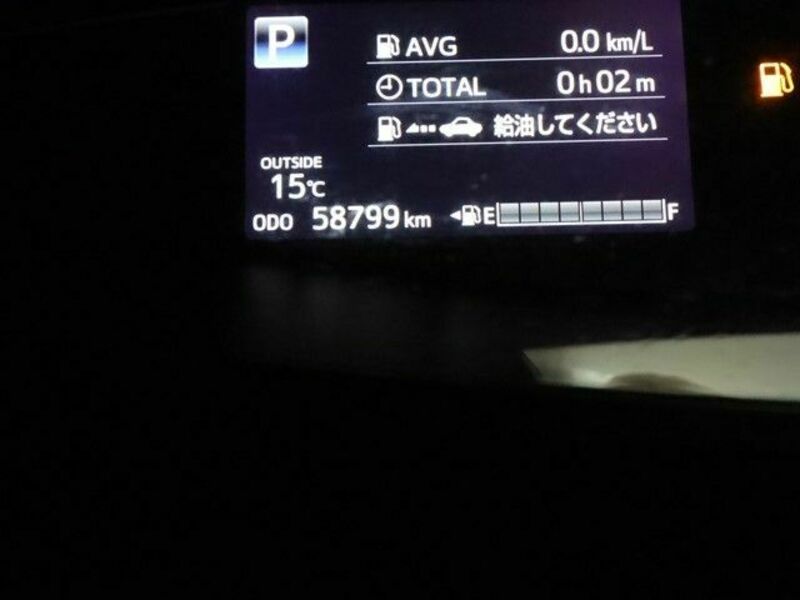 P
AVG 0.0 km/L
TOTAL 0h02m
給油してください
OUTSIDE
15℃
ODO 58799 km
E F